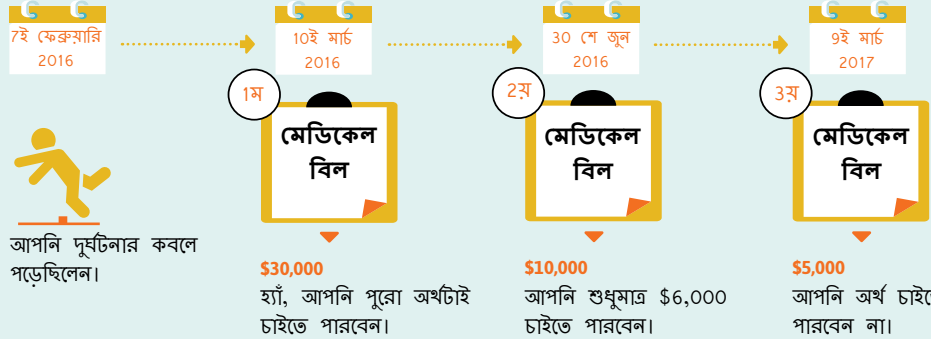 7ই ফেব্রুয়ারি
2016
10ই মার্চ
2016
30 শে জুন
2016
9ই মার্চ
2017
1ম
মেডিকেল
বিল
2য়
মেডিকেল
বিল
3য়
মেডিকেল
বিল
আপনি দুর্ঘটনার কবলে
পড়েছিলেন।
$30,000
হ্যাঁ, আপনি পুরো অর্থটাই
চাইতে পারবেন।
$10,000
আপনি শুধুমাত্র $6,000
চাইতে পারবেন।
$5,000
আপনি অর্থ
পারবেন না।